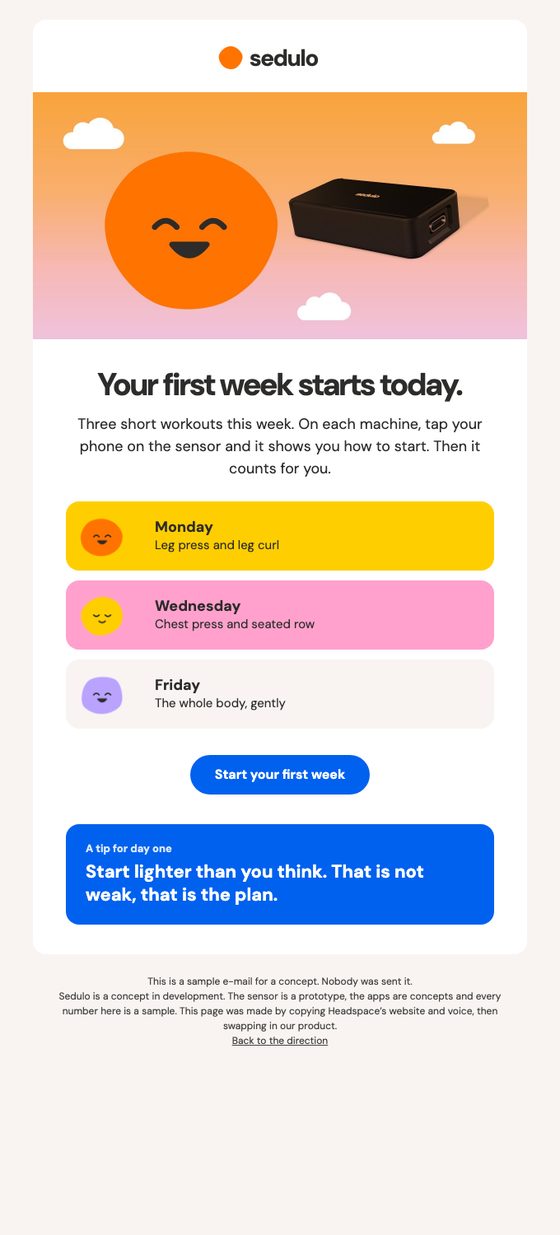 sedulo
sedulo
Your first week starts today.
Three short workouts this week. On each machine, tap your
phone on the sensor and it shows you how to start. Then it
counts for you.
Monday
Leg press and leg curl
Wednesday
Chest press and seated row
Friday
The whole body, gently
Start your first week
A tip for day one
Start lighter than you think. That is not
weak, that is the plan.
This is a sample e-mail for a concept. Nobody was sent it.
Sedulo is a concept in development. The sensor is a prototype, the apps are concepts and every
number here is a sample. This page was made by copying Headspace's website and voice, then
swapping in our product.
Back to the direction